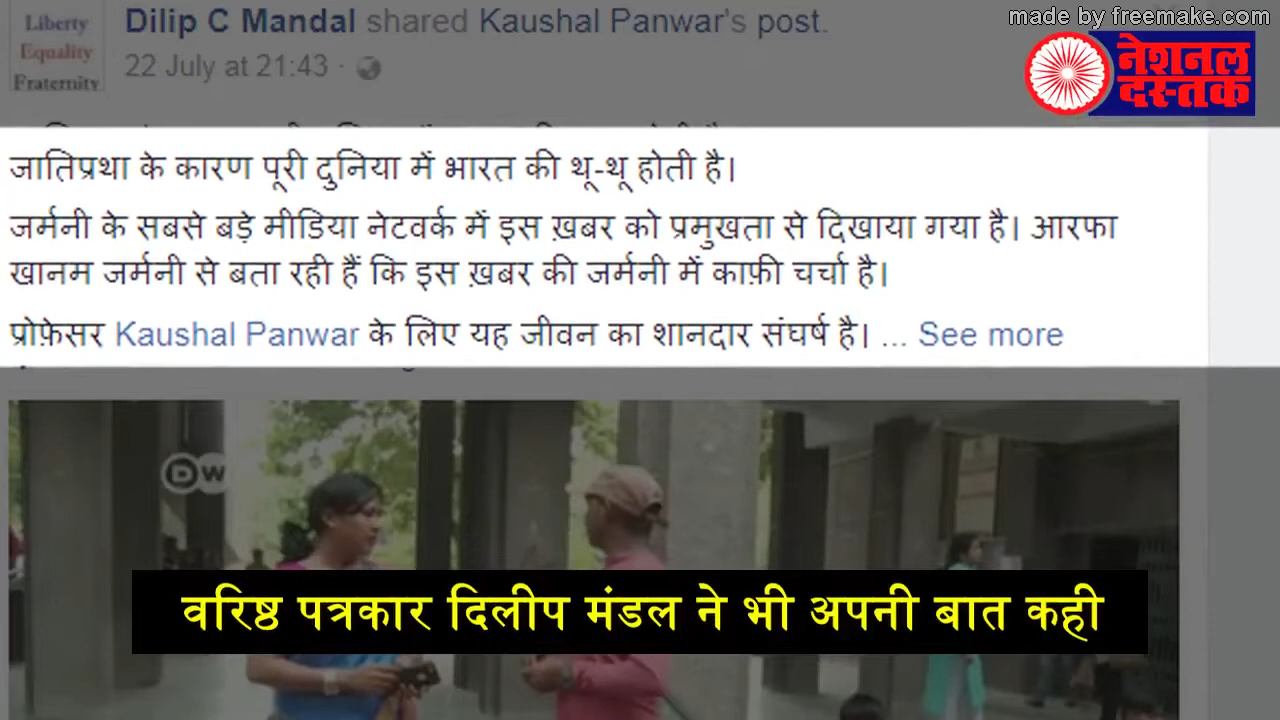 made by freemake.com
Liberty
Equality
Fraternity
Dilip C Mandal shared Kaushal Panwar's post.
22 July at 21:43 ·
नेशनल
दस्तक
जातिप्रथा के कारण पूरी दुनिया में भारत की थू-थू होती है।
जर्मनी के सबसे बड़े मीडिया नेटवर्क में इस ख़बर को प्रमुखता से दिखाया गया है। आरफा
खानम जर्मनी से बता रही हैं कि इस ख़बर की जर्मनी में काफ़ी चर्चा है।
प्रोफ़ेसर Kaushal Panwar के लिए यह जीवन का शानदार संघर्ष है। ... See more
DW
वरिष्ठ पत्रकार दिलीप मंडल ने भी अपनी बात कही